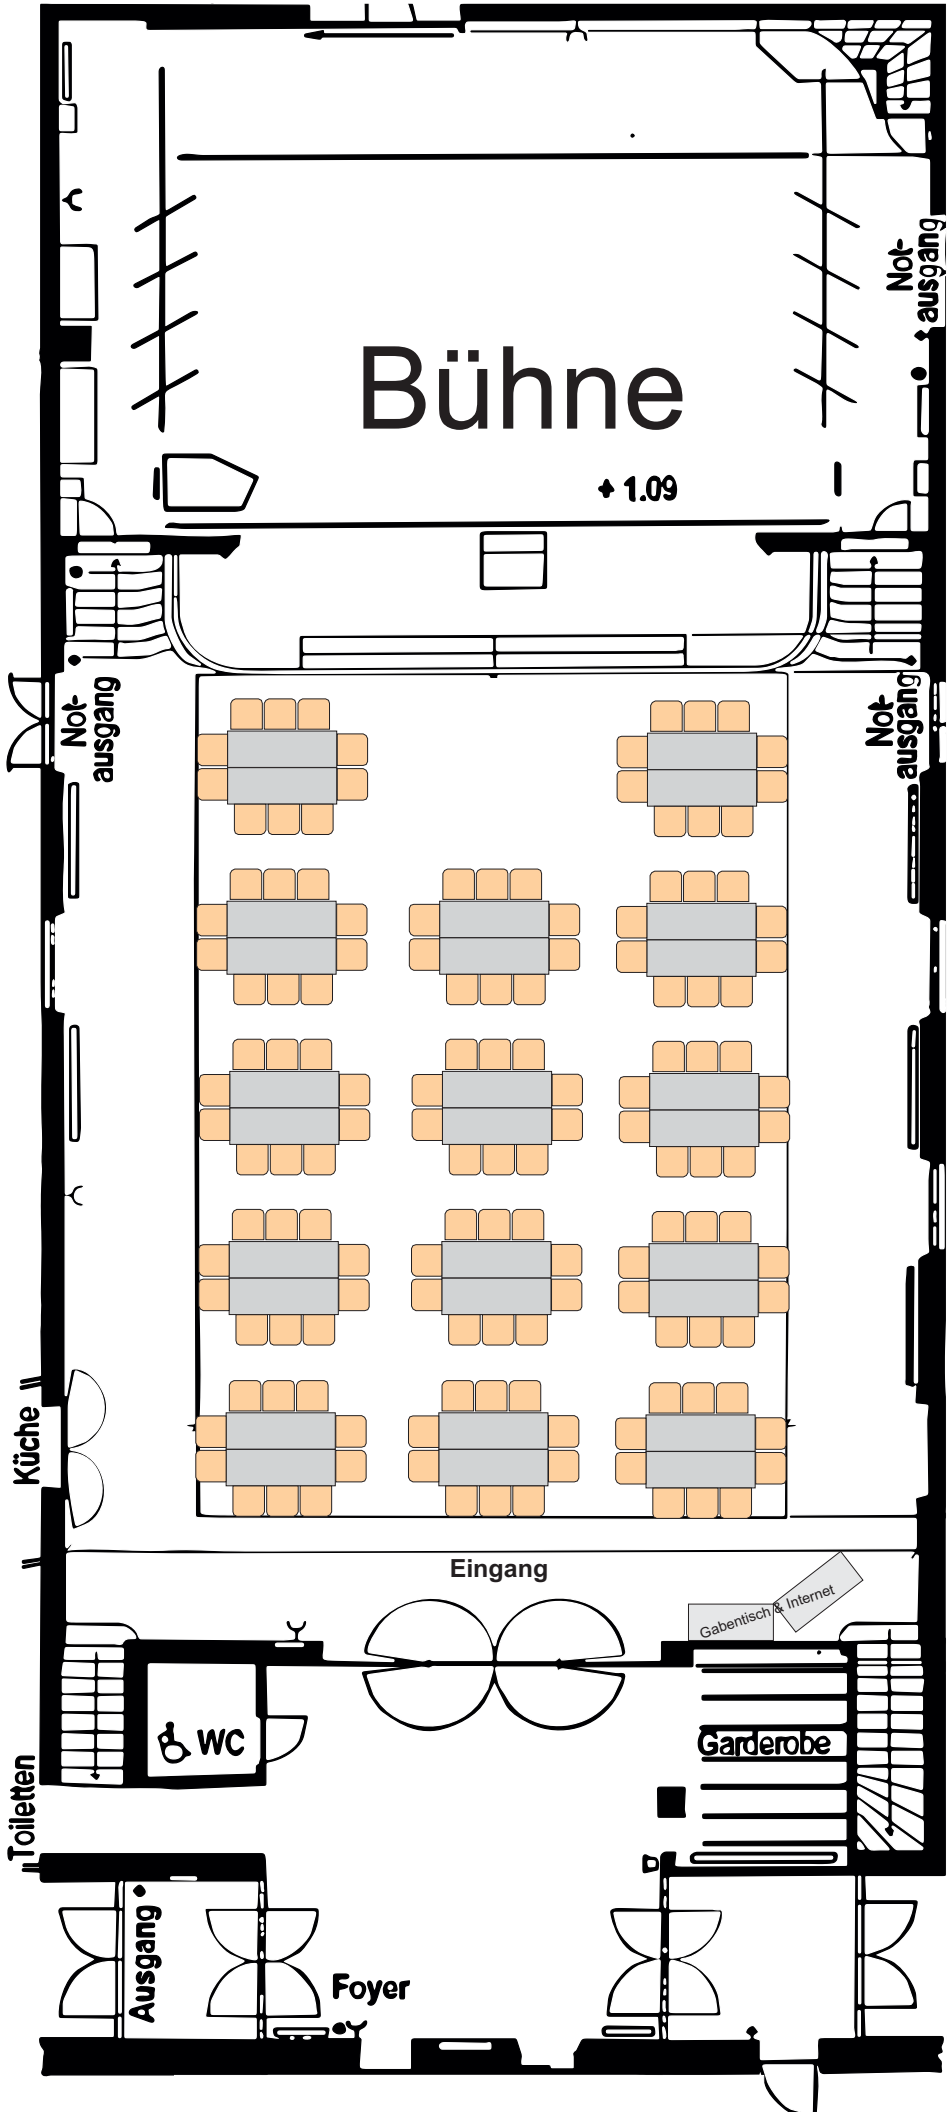 Not-
ausgang
Bühne
+ 1.09
Not-
ausgang
Not-
ausgang
Küche
Eingang
Gabentisch & Internet
WC
Garderobe
Toiletten
Ausgang
Foyer